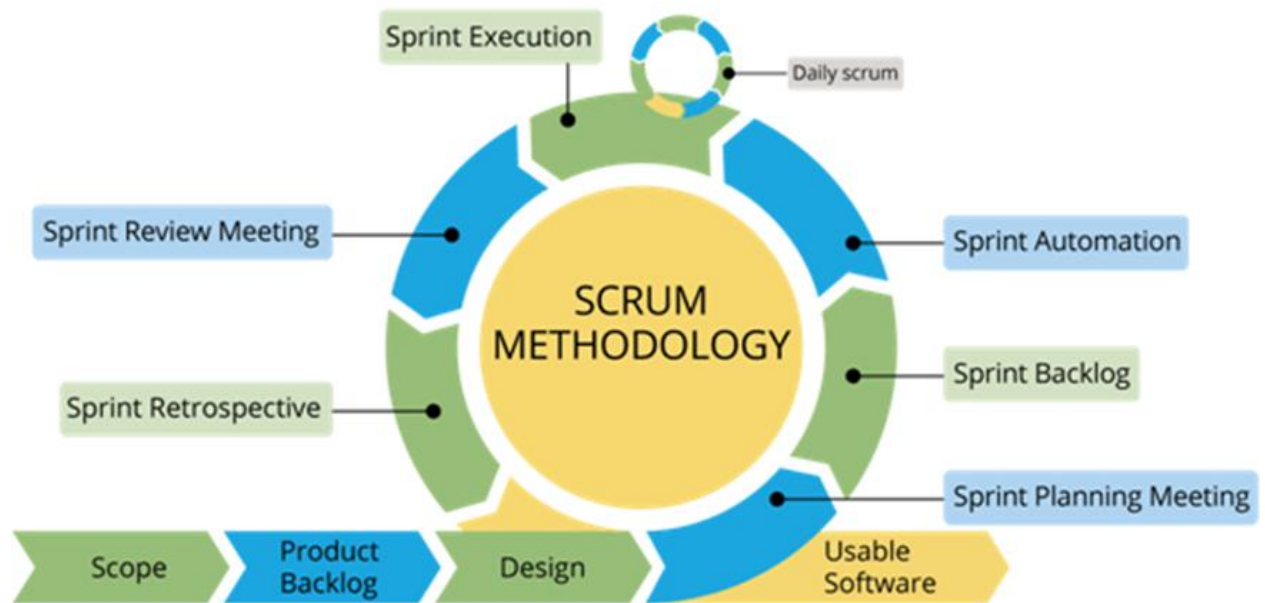 Sprint Execution
Daily scrum
Sprint Review Meeting
Sprint Automation
SCRUM
METHODOLOGY
Sprint Backlog
Sprint Retrospective
Sprint Planning Meeting
Scope
Product
Backlog
Design
Usable
Software